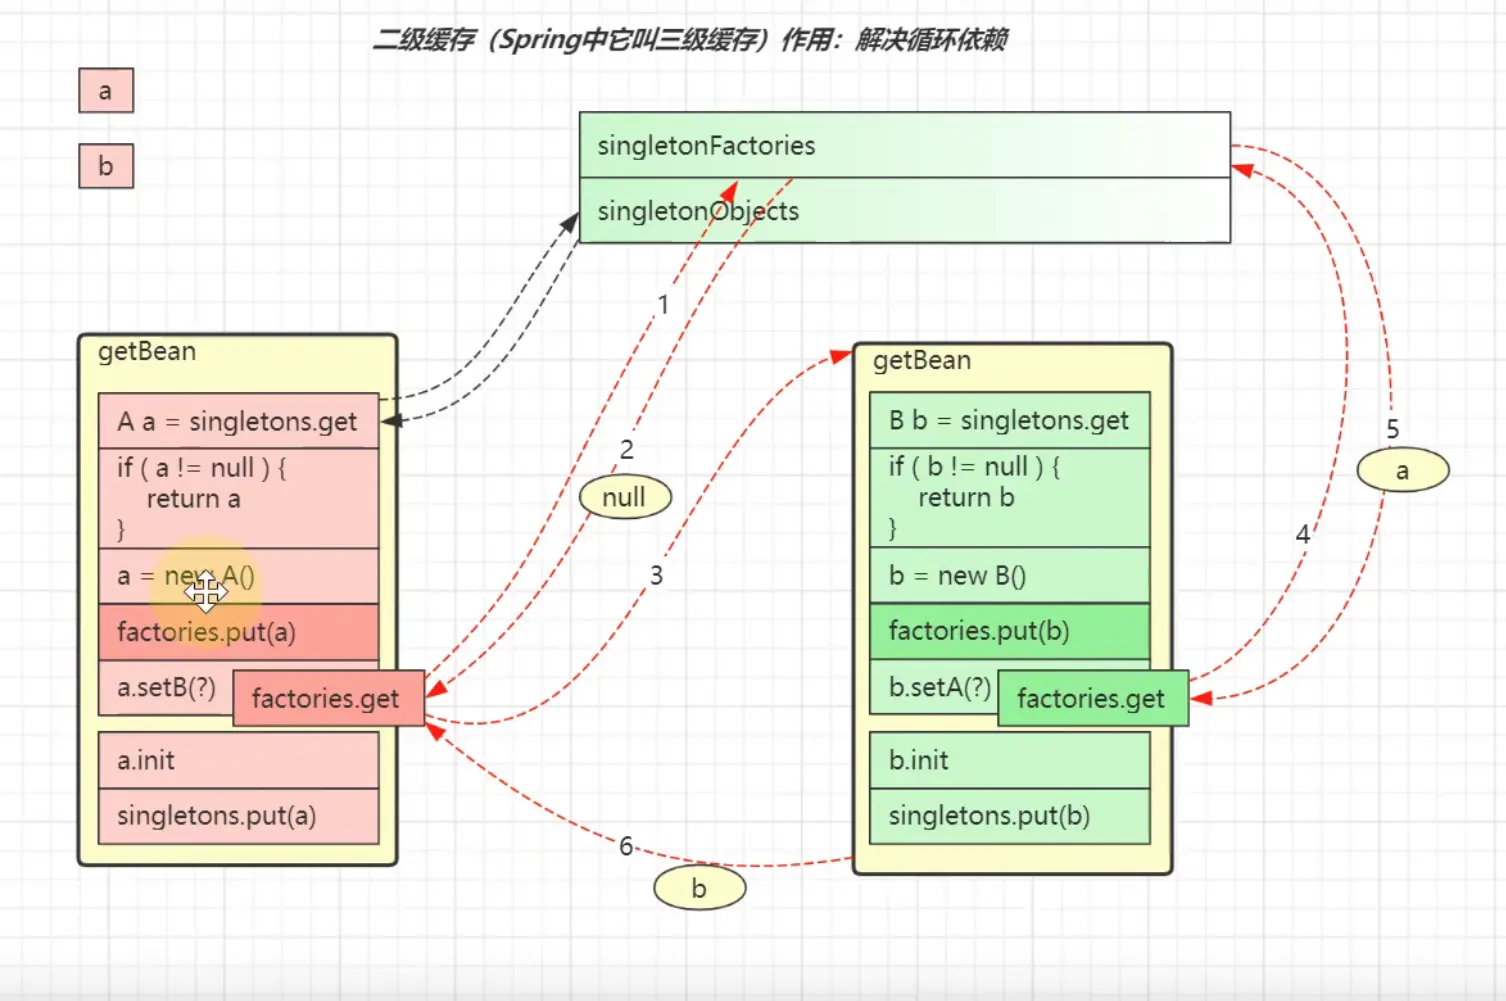 二级缓存（Spring中它叫三级缓存）作用：解决循环依赖
a
b
singletonFactories
singletonObjects
1
2
null
3
4
5
a
6
b
getBean
A a = singletons.get
if ( a != null ) {
return a
}
a = new A()
factories.put(a)
a.setB(?)
factories.get
a.init
singletons.put(a)
getBean
B b = singletons.get
if ( b != null ) {
return b
}
b = new B()
factories.put(b)
b.setA(?)
factories.get
b.init
singletons.put(b)